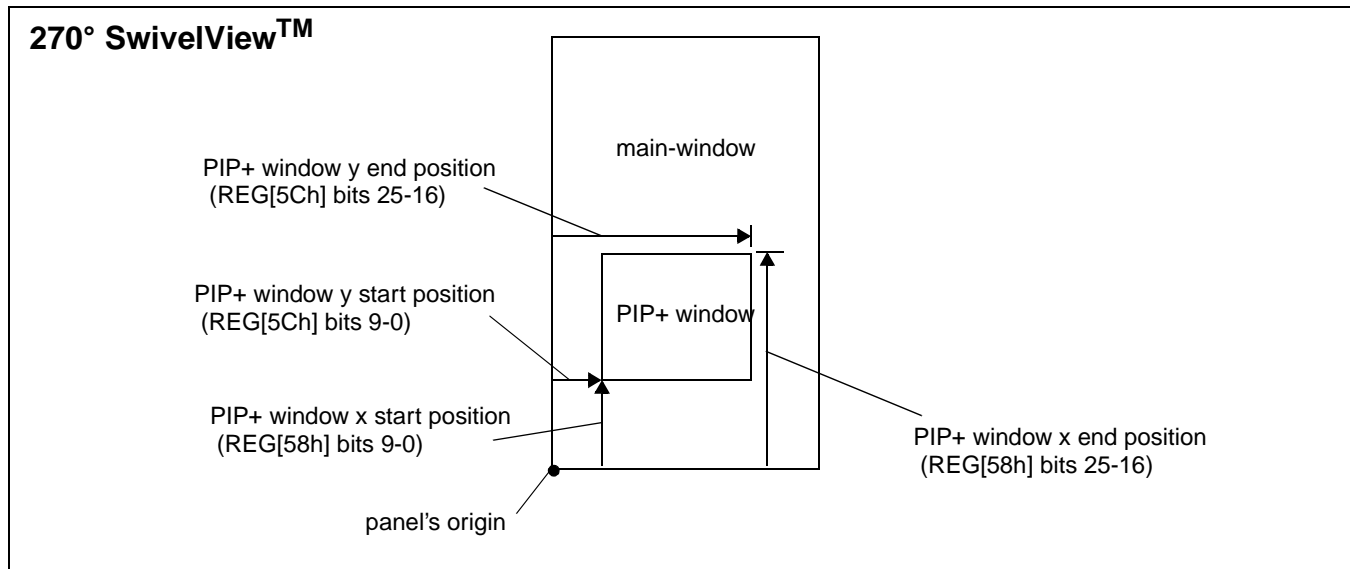 270° SwivelView™
main-window
PIP+ window y end position
(REG[5Ch] bits 25-16)
PIP+ window y start position
(REG[5Ch] bits 9-0)
PIP+ window
PIP+ window x start position
(REG[58h] bits 9-0)
PIP+ window x end position
(REG[58h] bits 25-16)
panel's origin